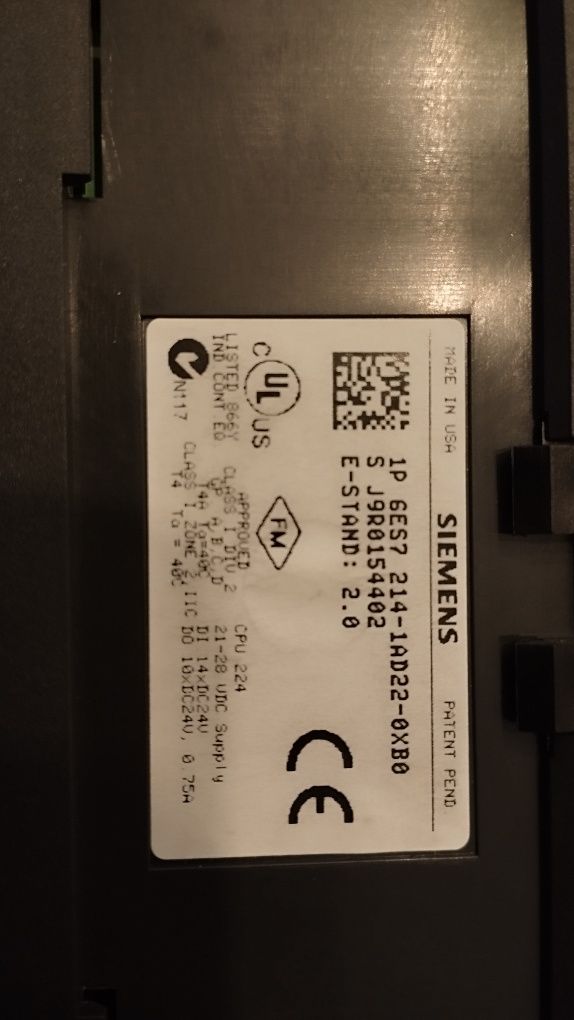 MADE IN USA
SIEMENS
PATENT PEND.
1P 6ES7 214-1AD22-0XB0
S J9R0154402
E-STAND: 2.0
C UL US
LISTED 866Y
IND CONT EQ
N117
FM
APPROVED
CLASS I DIV 2
GP A,B,C,D
T4A Ta=40C
CLASS I ZONE 2 IIC
T4 Ta = 40C
CE
CPU 224
21-28 VDC Supply
DI 14xDC24V
DO 10xDC24V, 0.75A